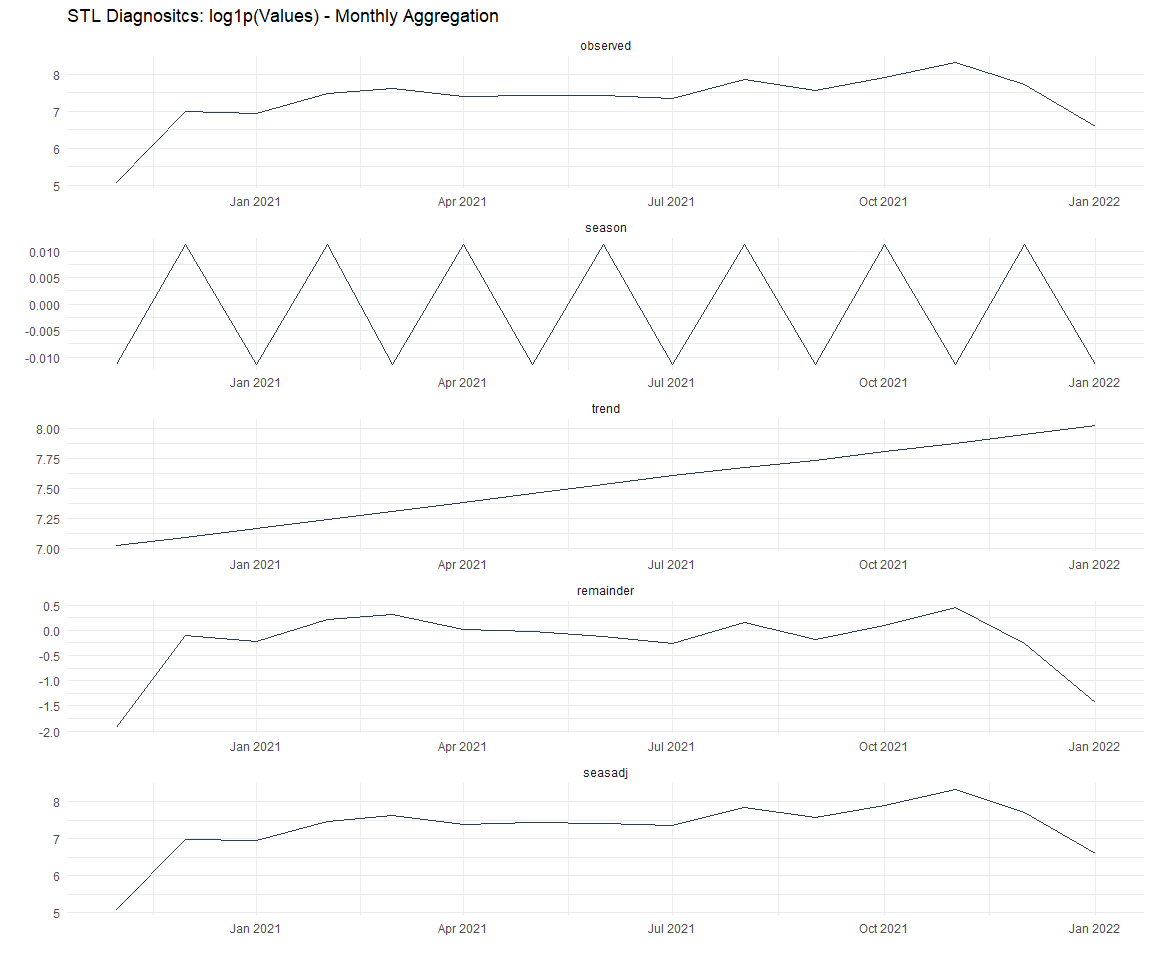 STL Diagnositcs: log1p(Values) - Monthly Aggregation
observed
8
7
6
5
Jan 2021 Apr 2021 Jul 2021 Oct 2021 Jan 2022
season
0.010
0.005
0.000
-0.005
-0.010
Jan 2021 Apr 2021 Jul 2021 Oct 2021 Jan 2022
trend
8.00
7.75
7.50
7.25
7.00
Jan 2021 Apr 2021 Jul 2021 Oct 2021 Jan 2022
remainder
0.5
0.0
-0.5
-1.0
-1.5
-2.0
Jan 2021 Apr 2021 Jul 2021 Oct 2021 Jan 2022
seasadj
8
7
6
5
Jan 2021 Apr 2021 Jul 2021 Oct 2021 Jan 2022